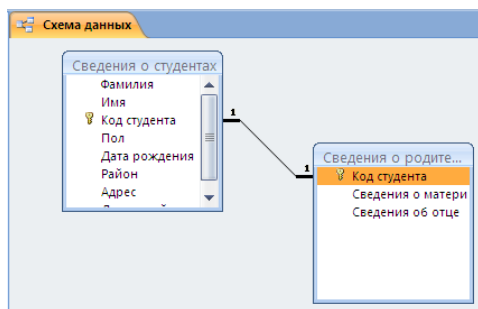 Схема данных
Сведения о студентах
Фамилия
Имя
Код студента
Пол
Дата рождения
Район
Адрес
1
1
Сведения о родите...
Код студента
Сведения о матери
Сведения об отце